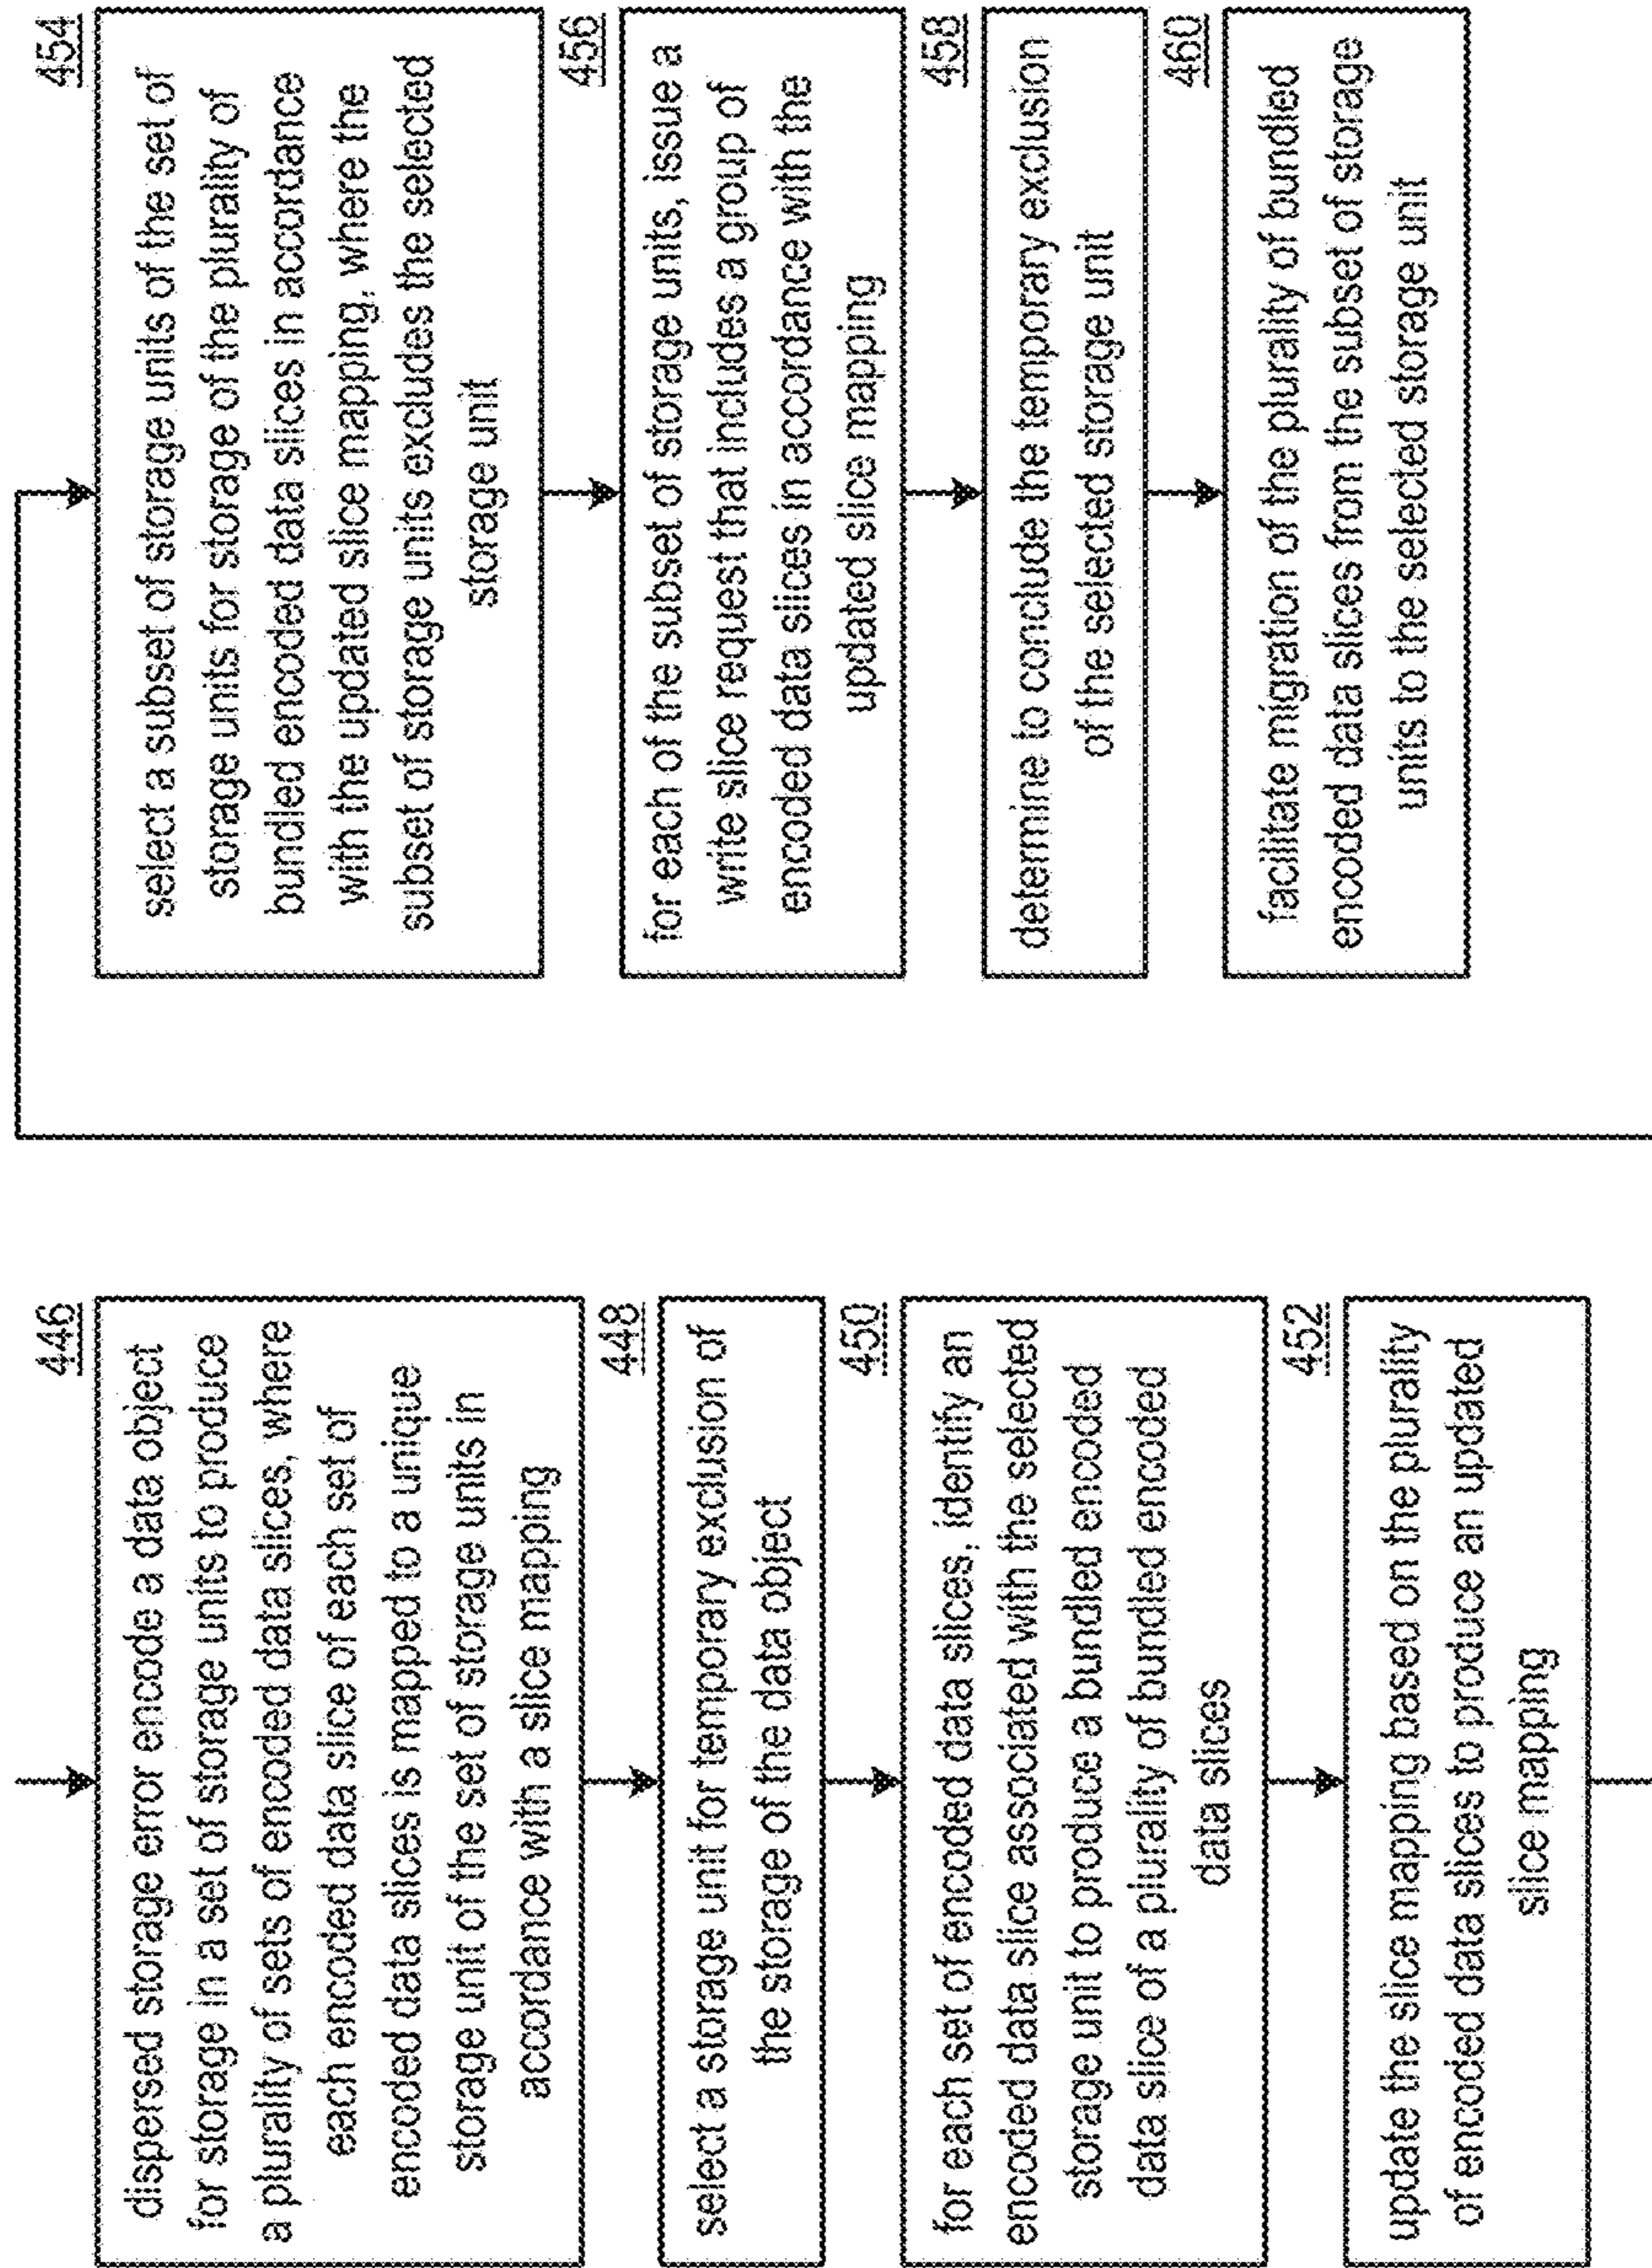 446
dispersed storage error encode a data object
for storage in a set of storage units to produce
a plurality of sets of encoded data slices, where
each encoded data slice of each set of
encoded data slices is mapped to a unique
storage unit of the set of storage units in
accordance with a slice mapping
448
select a storage unit for temporary exclusion of
the storage of the data object
450
for each set of encoded data slices, identify an
encoded data slice associated with the selected
storage unit to produce a bundled encoded
data slice of a plurality of bundled encoded
data slices
452
update the slice mapping based on the plurality
of encoded data slices to produce an updated
slice mapping
454
select a subset of storage units of the set of
storage units for storage of the plurality of
bundled encoded data slices in accordance
with the updated slice mapping, where the
subset of storage units excludes the selected
storage unit
456
for each of the subset of storage units, issue a
write slice request that includes a group of
encoded data slices in accordance with the
updated slice mapping
458
determine to conclude the temporary exclusion
of the selected storage unit
460
facilitate migration of the plurality of bundled
encoded data slices from the subset of storage
units to the selected storage unit